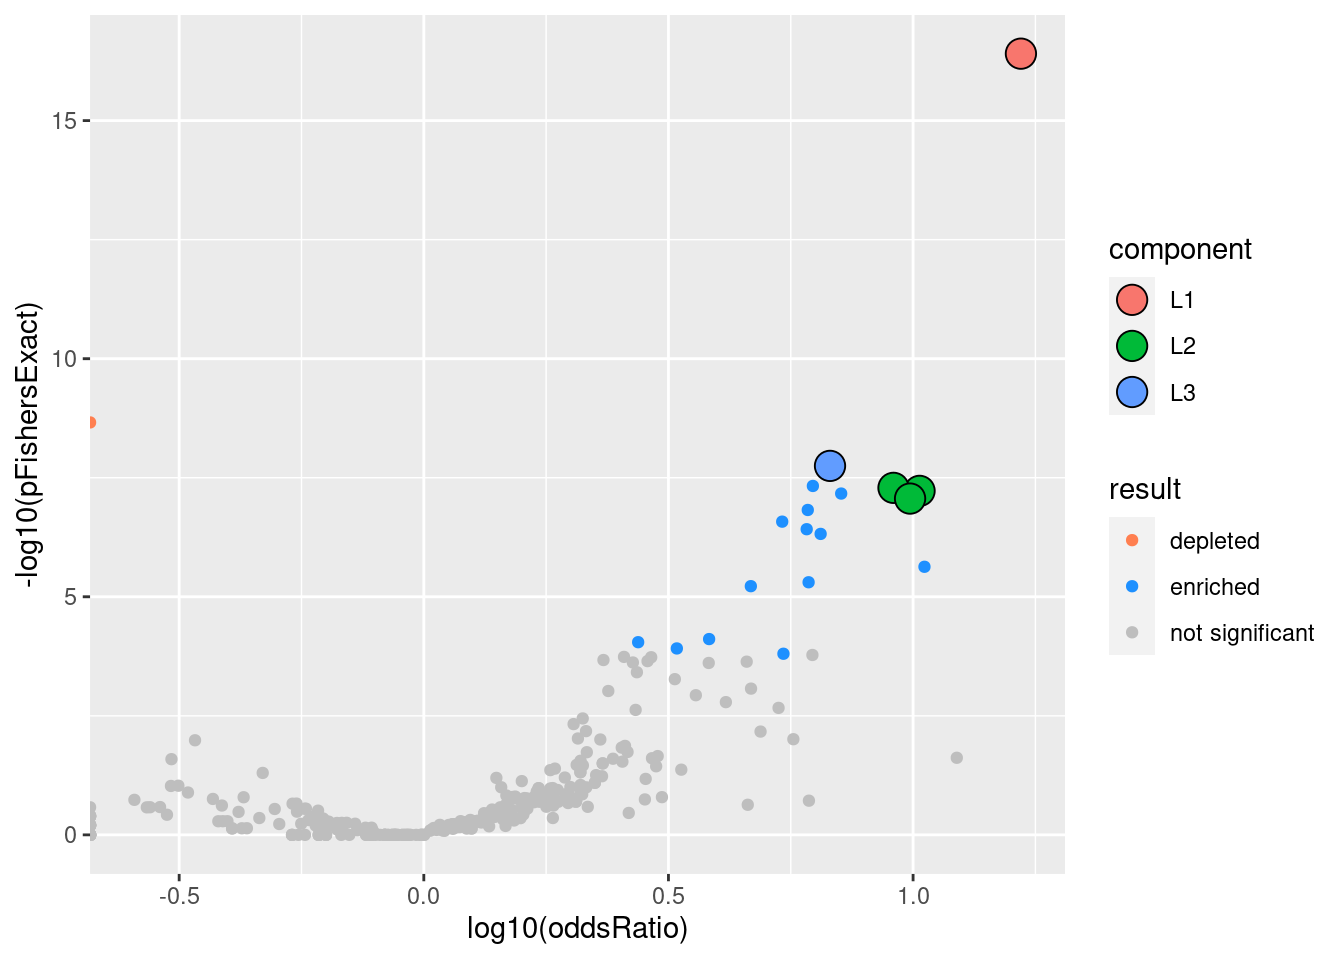 -log10(pFishersExact)
15
10
5
0
-0.5
0.0
0.5
1.0
log10(oddsRatio)
component
L1
L2
L3
result
depleted
enriched
not significant